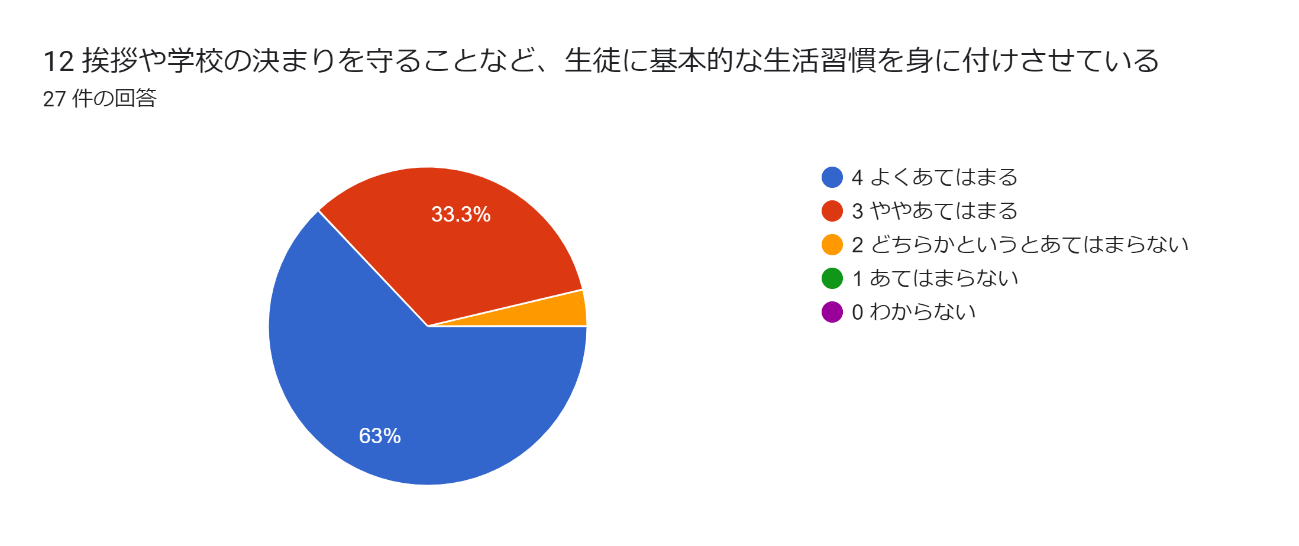 12 挨拶や学校の決まりを守ることなど、生徒に基本的な生活習慣を身に付けさせている
27 件の回答
33.3%
63%
4 よくあてはまる
3 ややあてはまる
2 どちらかというとあてはまらない
1 あてはまらない
0 わからない